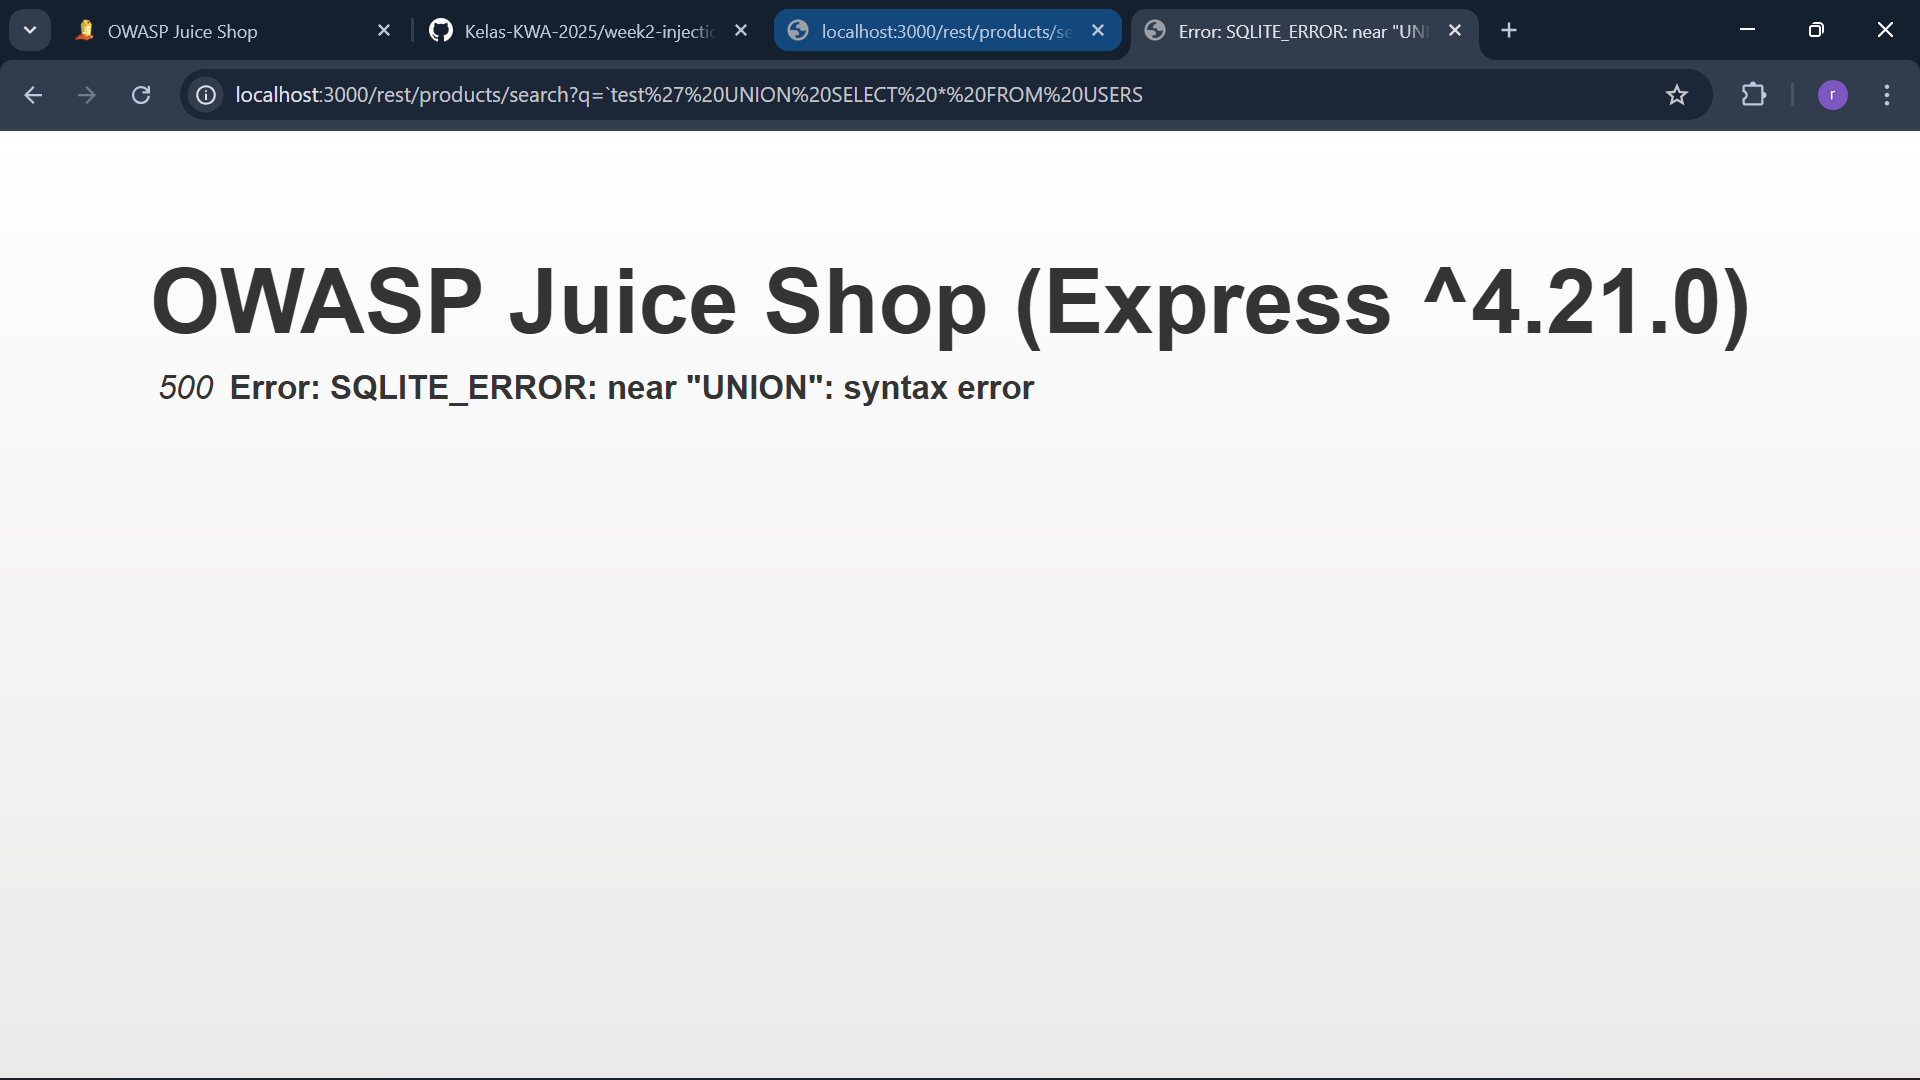 OWASP Juice Shop
Kelas-KWA-2025/week2-injectic
localhost:3000/rest/products/se
Error: SQLITE_ERROR: near "UNI
localhost:3000/rest/products/search?q=`test%27%20UNION%20SELECT%20*%20FROM%20USERS
r
OWASP Juice Shop (Express ^4.21.0)
500 Error: SQLITE_ERROR: near "UNION": syntax error